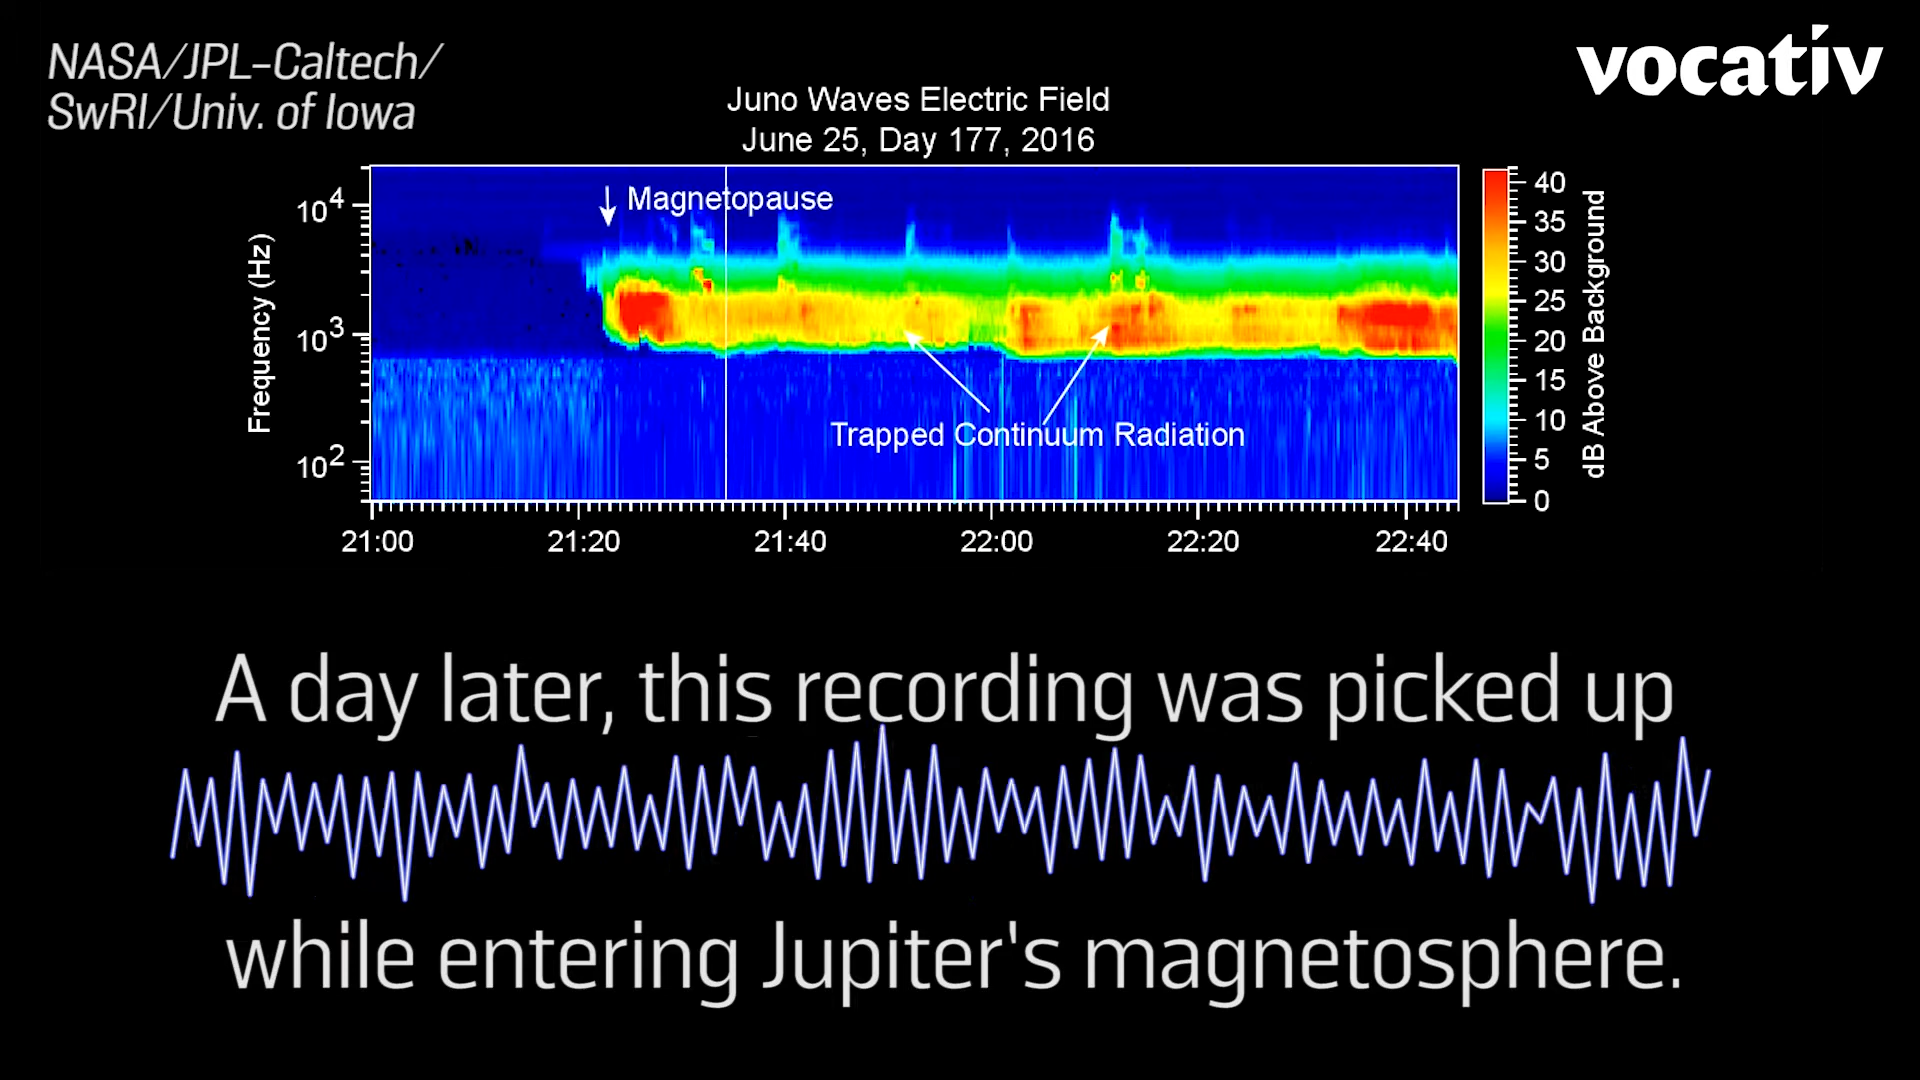 NASA/JPL-Caltech/
SwRI/Univ. of Iowa
vocativ
Juno Waves Electric Field
June 25, Day 177, 2016
Magnetopause
Trapped Continuum Radiation
Frequency (Hz)
10⁴
10³
10²
21:00 21:20 21:40 22:00 22:20 22:40
40
35
30
25
20
15
10
5
0
dB Above Background
A day later, this recording was picked up
while entering Jupiter's magnetosphere.